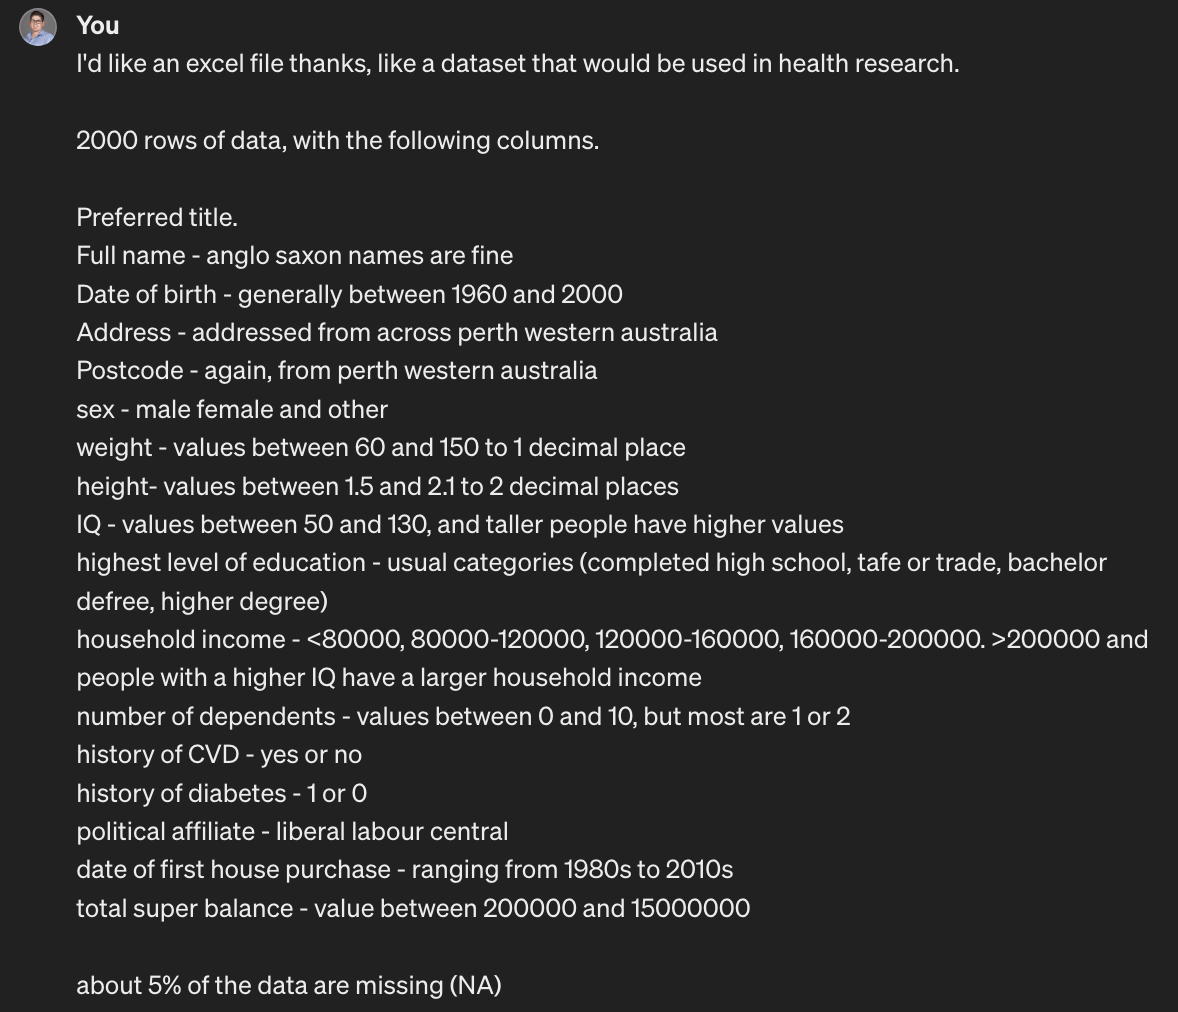 You
I'd like an excel file thanks, like a dataset that would be used in health research.
2000 rows of data, with the following columns.
Preferred title.
Full name - anglo saxon names are fine
Date of birth - generally between 1960 and 2000
Address - addressed from across perth western australia
Postcode - again, from perth western australia
sex - male female and other
weight - values between 60 and 150 to 1 decimal place
height- values between 1.5 and 2.1 to 2 decimal places
IQ - values between 50 and 130, and taller people have higher values
highest level of education - usual categories (completed high school, tafe or trade, bachelor
defree, higher degree)
household income - <80000, 80000-120000, 120000-160000, 160000-200000. >200000 and
people with a higher IQ have a larger household income
number of dependents - values between 0 and 10, but most are 1 or 2
history of CVD - yes or no
history of diabetes - 1 or 0
political affiliate - liberal labour central
date of first house purchase - ranging from 1980s to 2010s
total super balance - value between 200000 and 15000000
about 5% of the data are missing (NA)